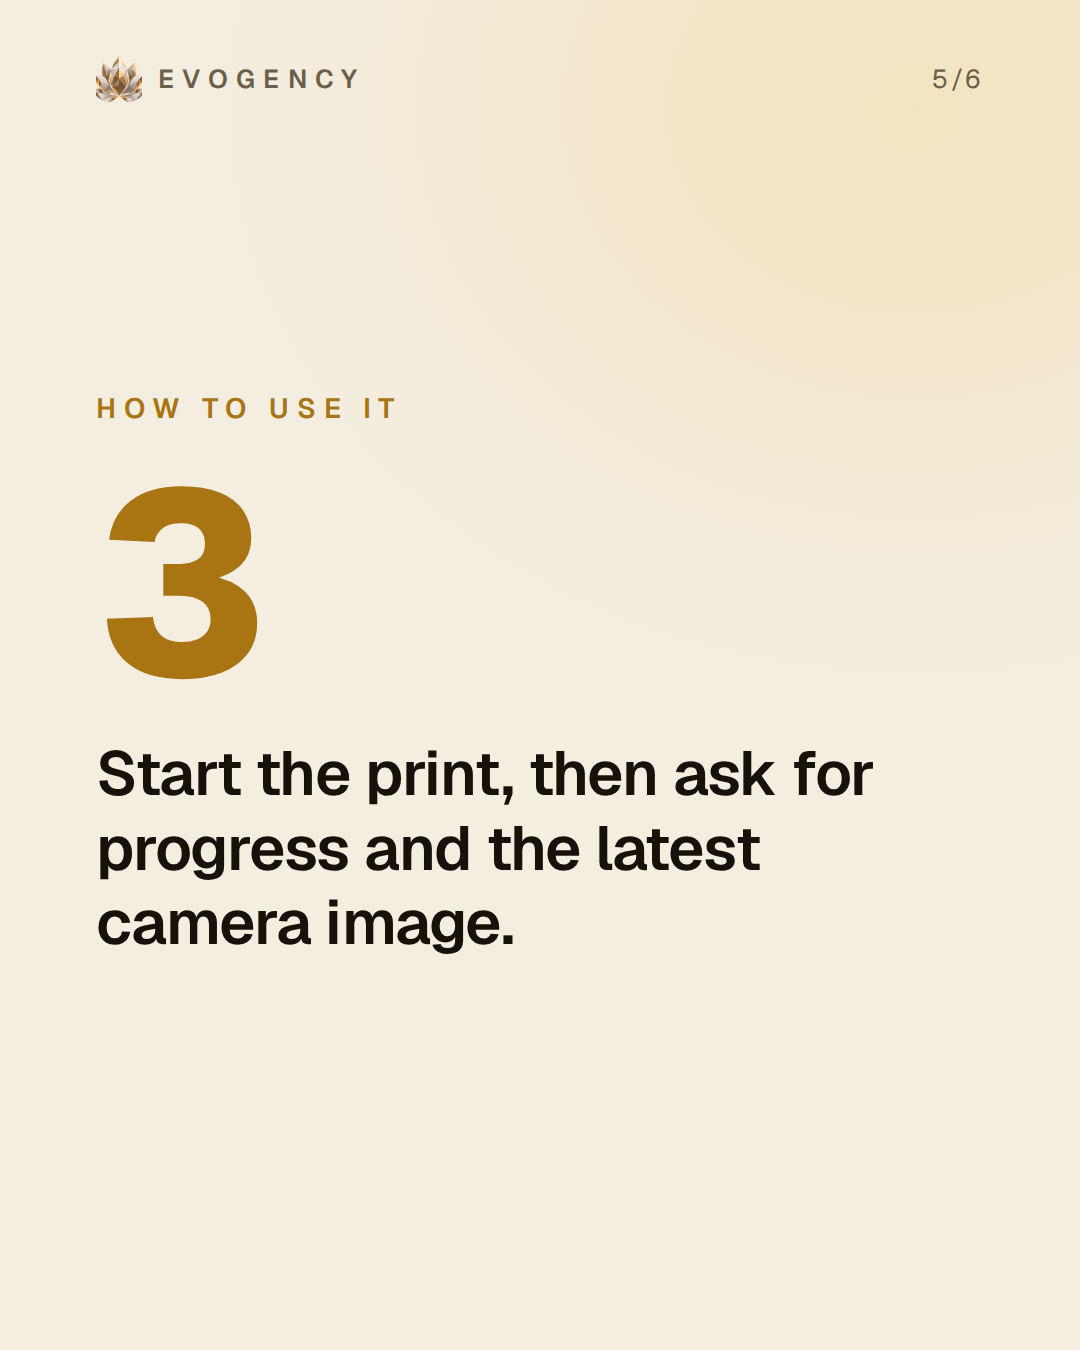 EVOGENCY
5/6
HOW TO USE IT
3
Start the print, then ask for
progress and the latest
camera image.